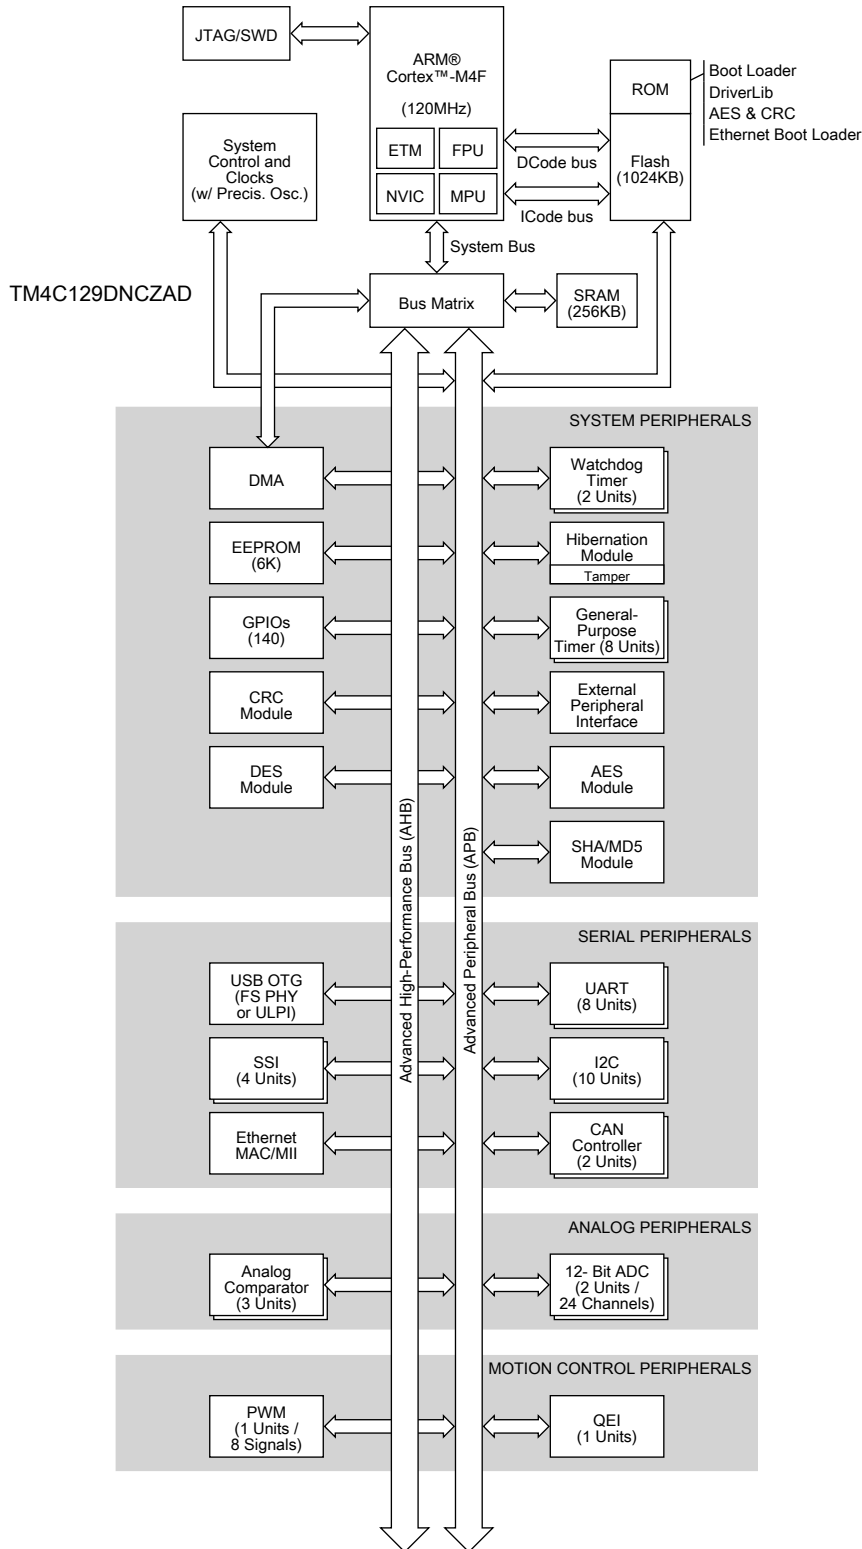 JTAG/SWD
ARM®
Cortex™-M4F
(120MHz)
ETM
FPU
NVIC
MPU
ROM
Flash
(1024KB)
Boot Loader
DriverLib
AES & CRC
Ethernet Boot Loader
DCode bus
ICode bus
System
Control and
Clocks
(w/ Precis. Osc.)
System Bus
TM4C129DNCZAD
Bus Matrix
SRAM
(256KB)
SYSTEM PERIPHERALS
DMA
Watchdog
Timer
(2 Units)
EEPROM
(6K)
Hibernation
Module
Tamper
GPIOs
(140)
General-
Purpose
Timer (8 Units)
CRC
Module
External
Peripheral
Interface
DES
Module
AES
Module
SHA/MD5
Module
Advanced High-Performance Bus (AHB)
Advanced Peripheral Bus (APB)
SERIAL PERIPHERALS
USB OTG
(FS PHY
or ULPI)
UART
(8 Units)
SSI
(4 Units)
I2C
(10 Units)
Ethernet
MAC/MII
CAN
Controller
(2 Units)
ANALOG PERIPHERALS
Analog
Comparator
(3 Units)
12- Bit ADC
(2 Units /
24 Channels)
MOTION CONTROL PERIPHERALS
PWM
(1 Units /
8 Signals)
QEI
(1 Units)